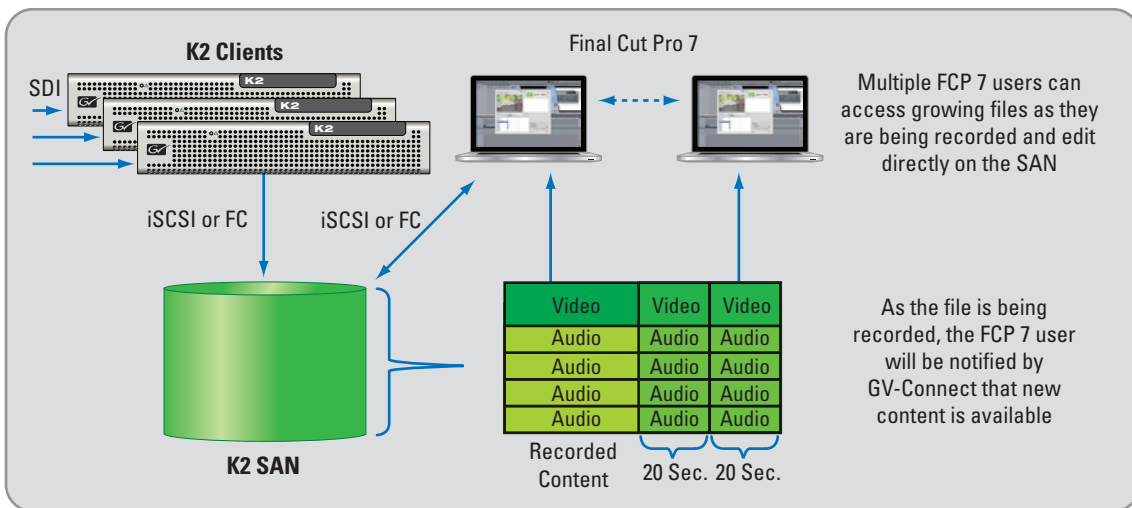 K2 Clients
SDI
K2
K2
K2
Final Cut Pro 7
Multiple FCP 7 users can
access growing files as they
are being recorded and edit
directly on the SAN
iSCSI or FC
iSCSI or FC
K2 SAN
Video Video Video
Audio Audio Audio
Audio Audio Audio
Audio Audio Audio
Audio Audio Audio
Recorded
Content
20 Sec. 20 Sec.
As the file is being
recorded, the FCP 7 user
will be notified by
GV-Connect that new
content is available